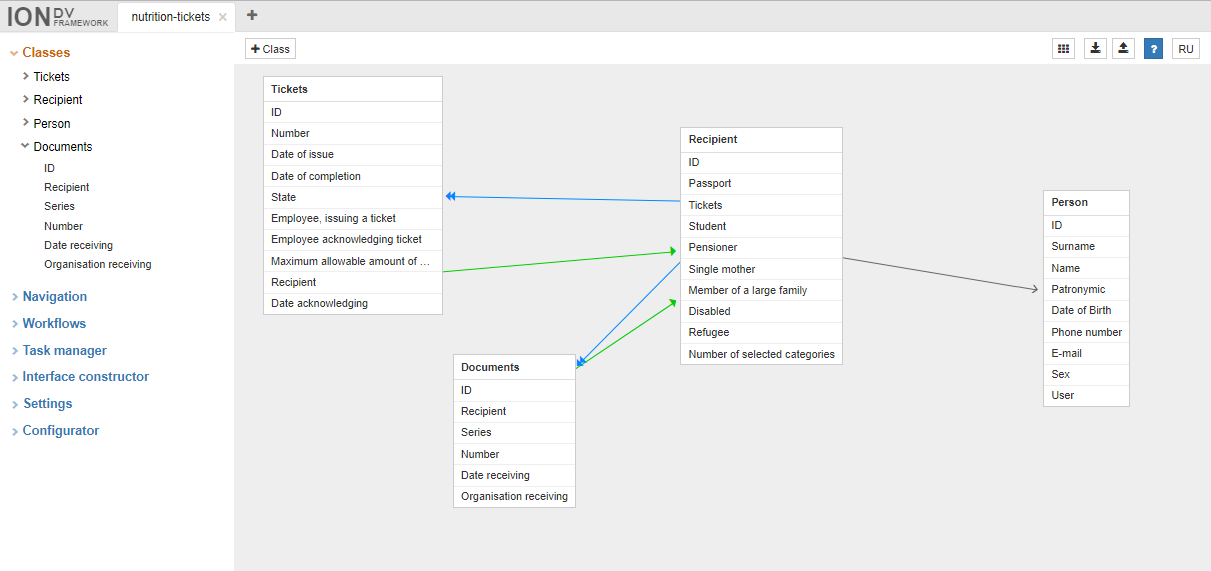 ION DV FRAMEWORK
nutrition-tickets × +
Classes
Tickets
Recipient
Person
Documents
ID
Recipient
Series
Number
Date receiving
Organisation receiving
Navigation
Workflows
Task manager
Interface constructor
Settings
Configurator
+ Class
? RU
Tickets
ID
Number
Date of issue
Date of completion
State
Employee, issuing a ticket
Employee acknowledging ticket
Maximum allowable amount of ...
Recipient
Date acknowledging
Documents
ID
Recipient
Series
Number
Date receiving
Organisation receiving
Recipient
ID
Passport
Tickets
Student
Pensioner
Single mother
Member of a large family
Disabled
Refugee
Number of selected categories
Person
ID
Surname
Name
Patronymic
Date of Birth
Phone number
E-mail
Sex
User